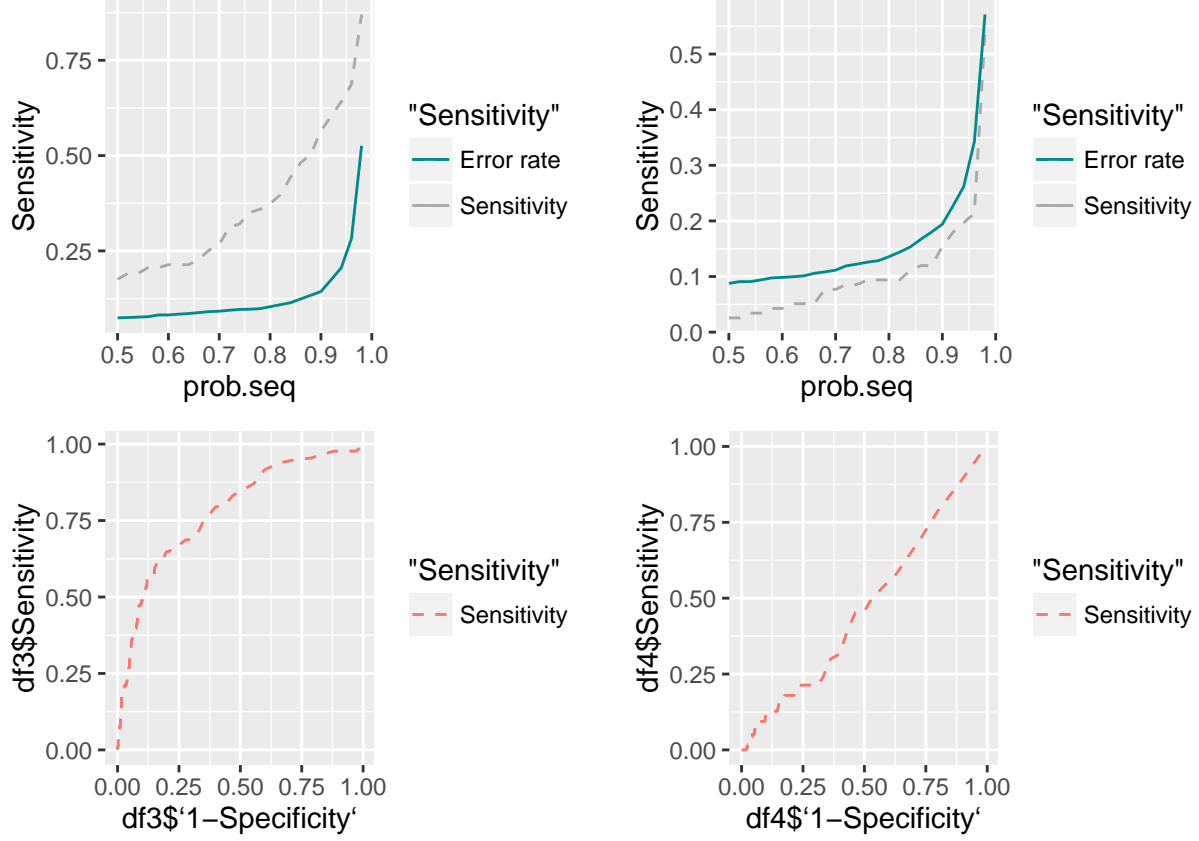 Sensitivity
0.75
0.50
0.25
0.5 0.6 0.7 0.8 0.9 1.0
prob.seq
"Sensitivity"
Error rate
Sensitivity
Sensitivity
0.5
0.4
0.3
0.2
0.1
0.0
0.5 0.6 0.7 0.8 0.9 1.0
prob.seq
"Sensitivity"
Error rate
Sensitivity
df3$Sensitivity
1.00
0.75
0.50
0.25
0.00
0.00 0.25 0.50 0.75 1.00
df3$‘1−Specificity‘
"Sensitivity"
Sensitivity
df4$Sensitivity
1.00
0.75
0.50
0.25
0.00
0.00 0.25 0.50 0.75 1.00
df4$‘1−Specificity‘
"Sensitivity"
Sensitivity